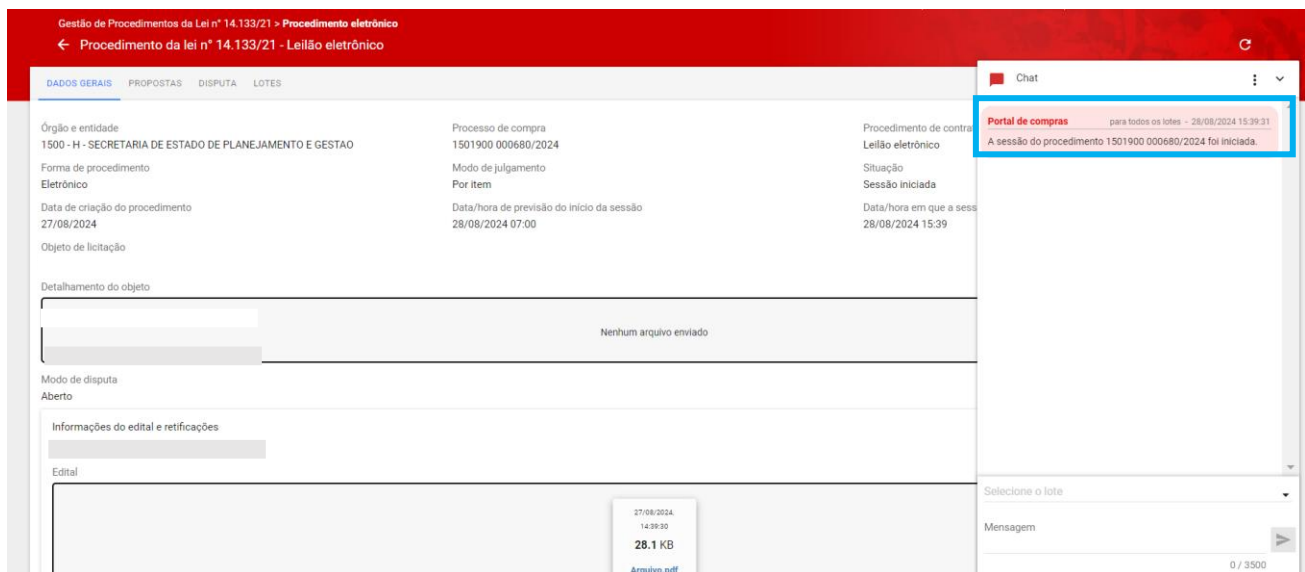 Gestão de Procedimentos da Lei n° 14.133/21 > Procedimento eletrônico
Procedimento da lei n° 14.133/21 - Leilão eletrônico
DADOS GERAIS PROPOSTAS DISPUTA LOTES
Órgão e entidade
1500 - H - SECRETARIA DE ESTADO DE PLANEJAMENTO E GESTAO
Processo de compra
1501900 000680/2024
Procedimento de contra
Leilão eletrônico
Forma de procedimento
Eletrônico
Modo de julgamento
Por item
Situação
Sessão iniciada
Data de criação do procedimento
27/08/2024
Data/hora de previsão do início da sessão
28/08/2024 07:00
Data/hora em que a sess
28/08/2024 15:39
Objeto de licitação
Detalhamento do objeto
Nenhum arquivo enviado
Modo de disputa
Aberto
Informações do edital e retificações
Edital
27/08/2024,
14:39:30
28.1 KB
Arquivo.pdf
Chat
Portal de compras para todos os lotes - 28/08/2024 15:39:31
A sessão do procedimento 1501900 000680/2024 foi iniciada.
Selecione o lote
Mensagem
0 / 3500